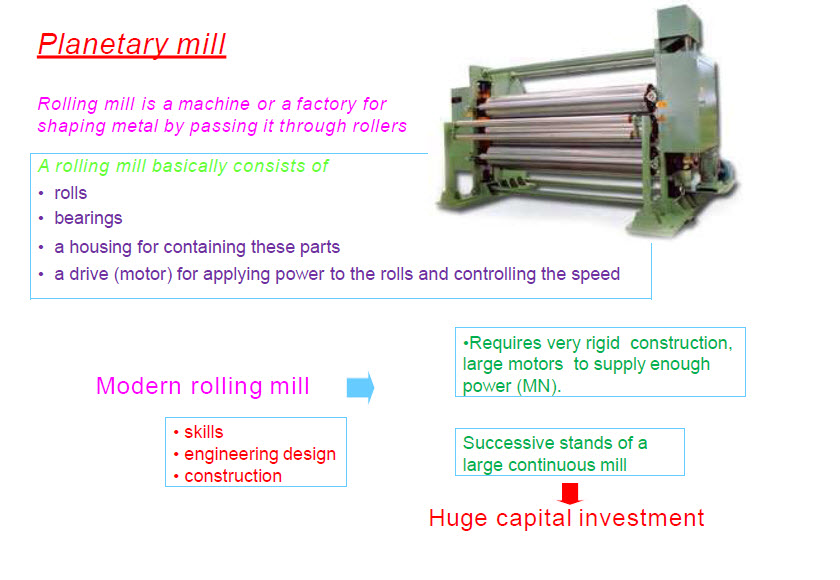 Planetary mill
Rolling mill is a machine or a factory for
shaping metal by passing it through rollers
A rolling mill basically consists of
• rolls
• bearings
• a housing for containing these parts
• a drive (motor) for applying power to the rolls and controlling the speed
Modern rolling mill
• skills
• engineering design
• construction
•Requires very rigid construction,
large motors to supply enough
power (MN).
Successive stands of a
large continuous mill
Huge capital investment